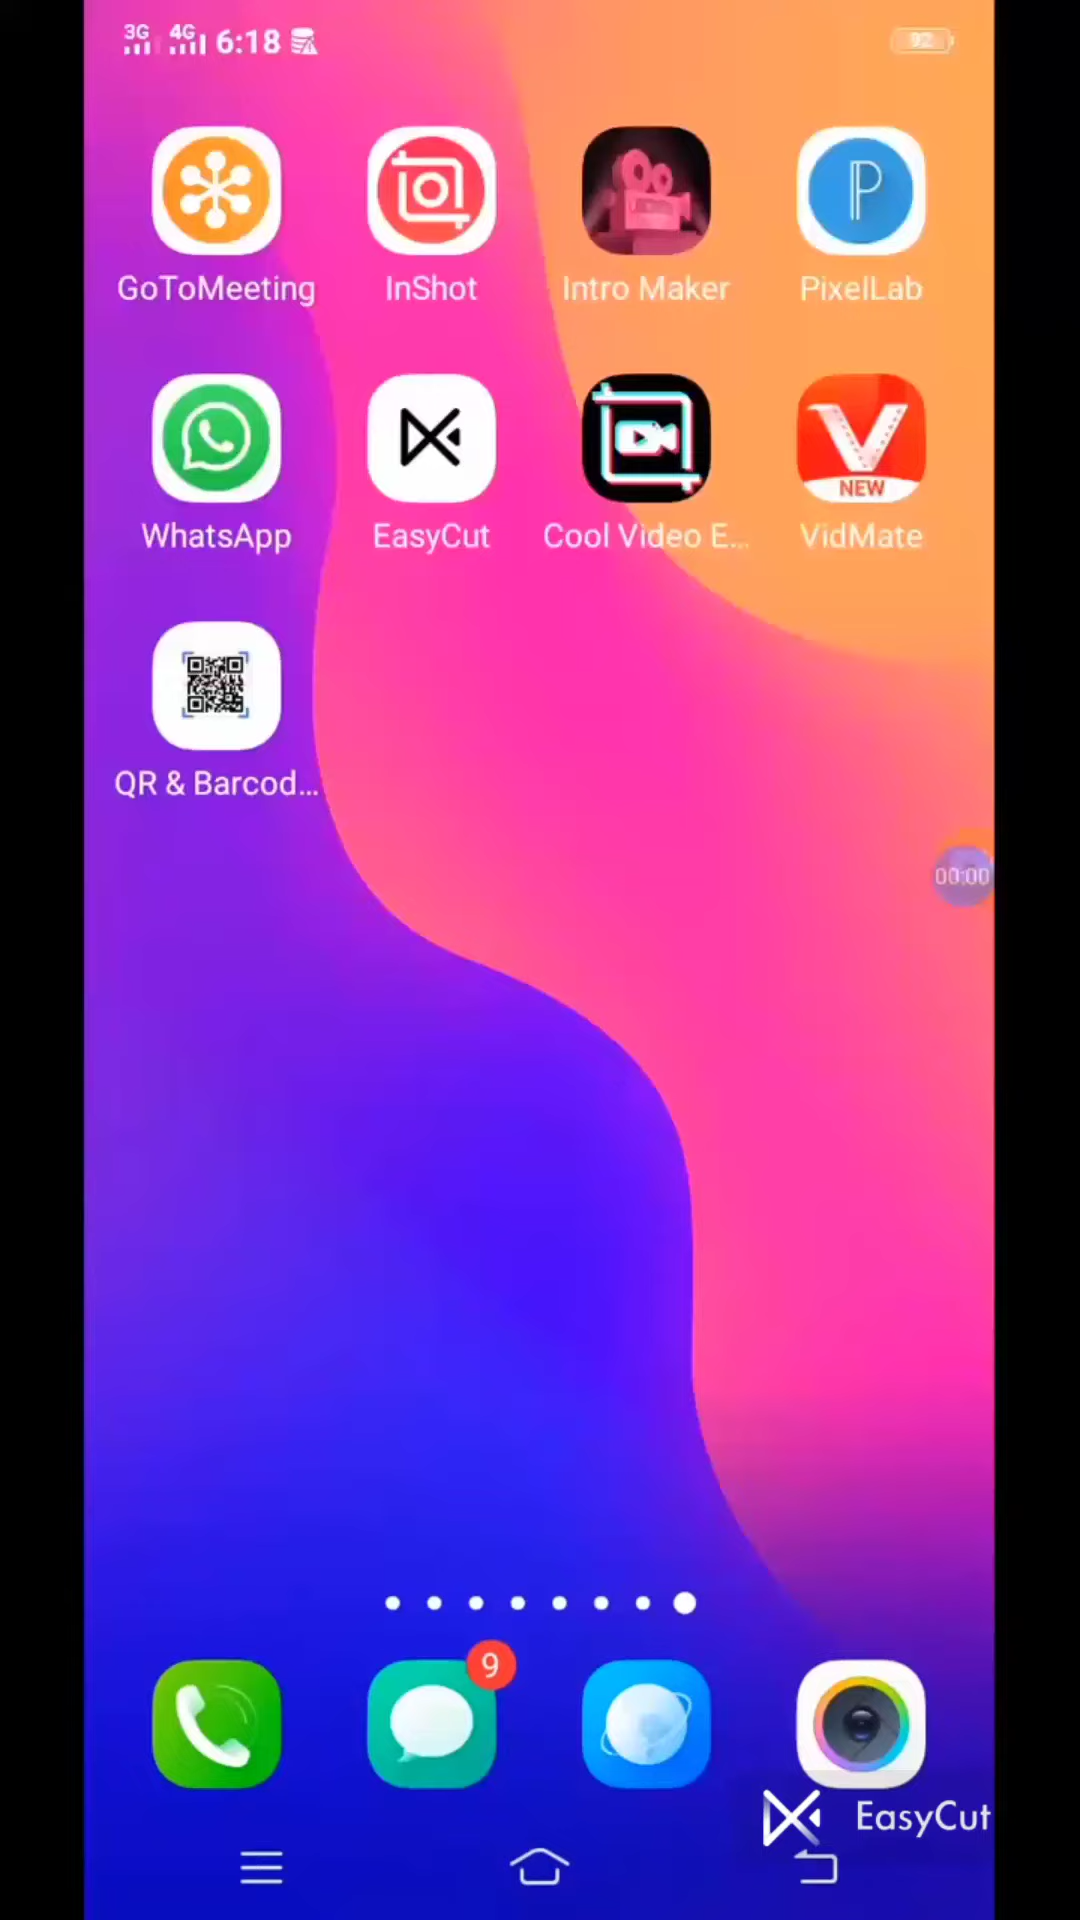 3G 4G 6:18 92
GoToMeeting InShot Intro Maker PixelLab
WhatsApp EasyCut Cool Video E... VidMate
NEW
QR & Barcod...
00:00
9
EasyCut